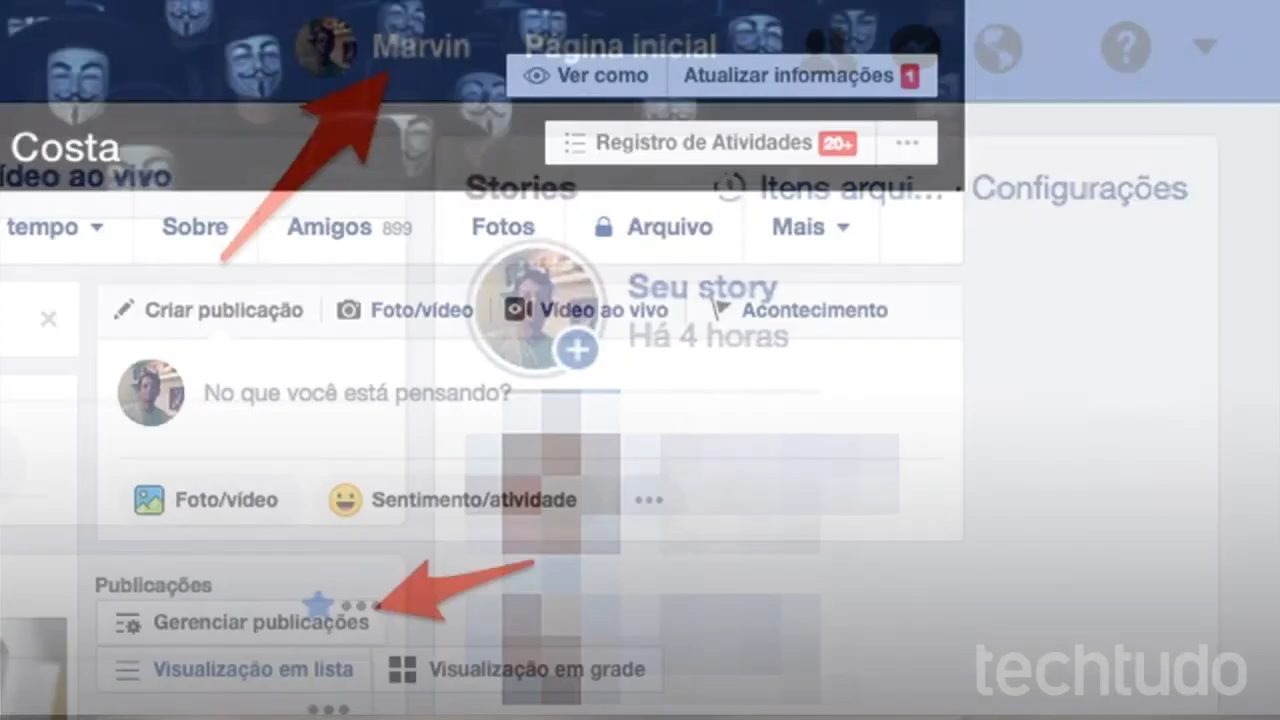 Marvin
Página inicial
Ver como
Atualizar informações 1
Costa
Registro de Atividades 20+
ídeo ao vivo
Stories
Itens arqui...
Configurações
tempo
Sobre
Amigos 899
Fotos
Arquivo
Mais
Seu story
Há 4 horas
Criar publicação
Foto/vídeo
Vídeo ao vivo
Acontecimento
No que você está pensando?
Foto/vídeo
Sentimento/atividade
Publicações
Gerenciar publicações
Visualização em lista
Visualização em grade
techtudo